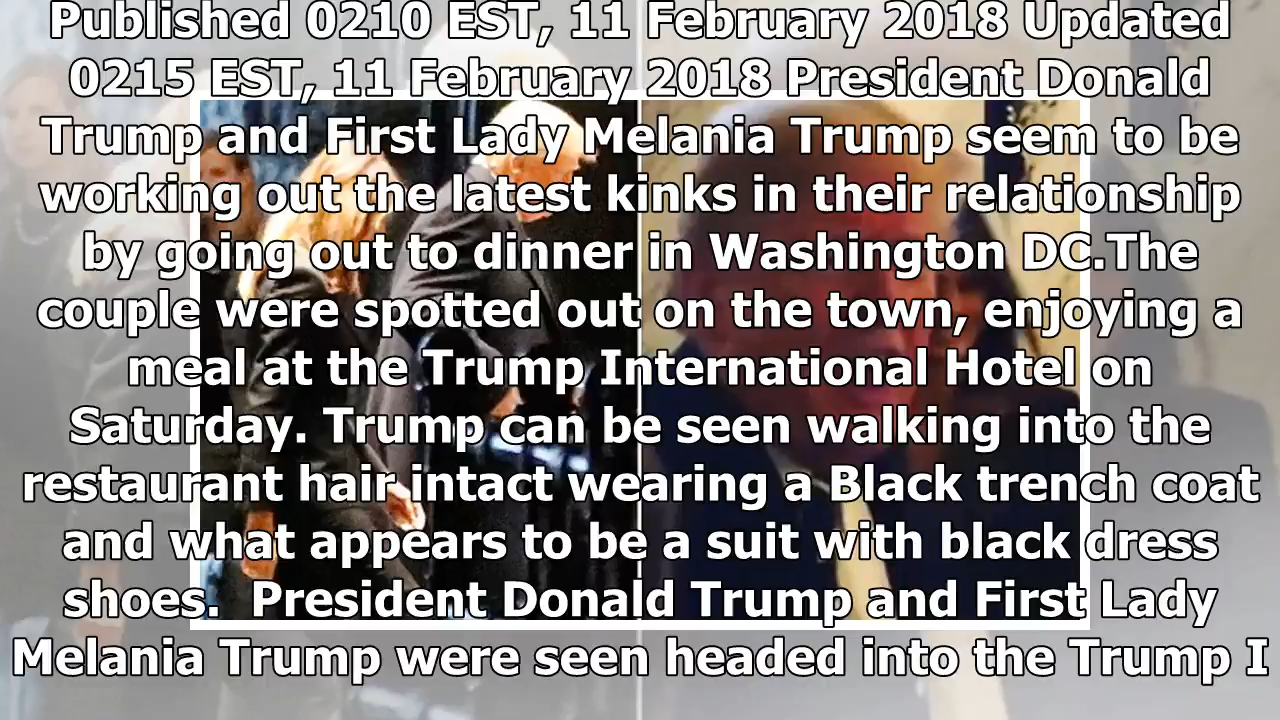 Published 0210 EST, 11 February 2018 Updated
0215 EST, 11 February 2018 President Donald
Trump and First Lady Melania Trump seem to be
working out the latest kinks in their relationship
by going out to dinner in Washington DC.The
couple were spotted out on the town, enjoying a
meal at the Trump International Hotel on
Saturday. Trump can be seen walking into the
restaurant hair intact wearing a Black trench coat
and what appears to be a suit with black dress
shoes.  President Donald Trump and First Lady
Melania Trump were seen headed into the Trump I